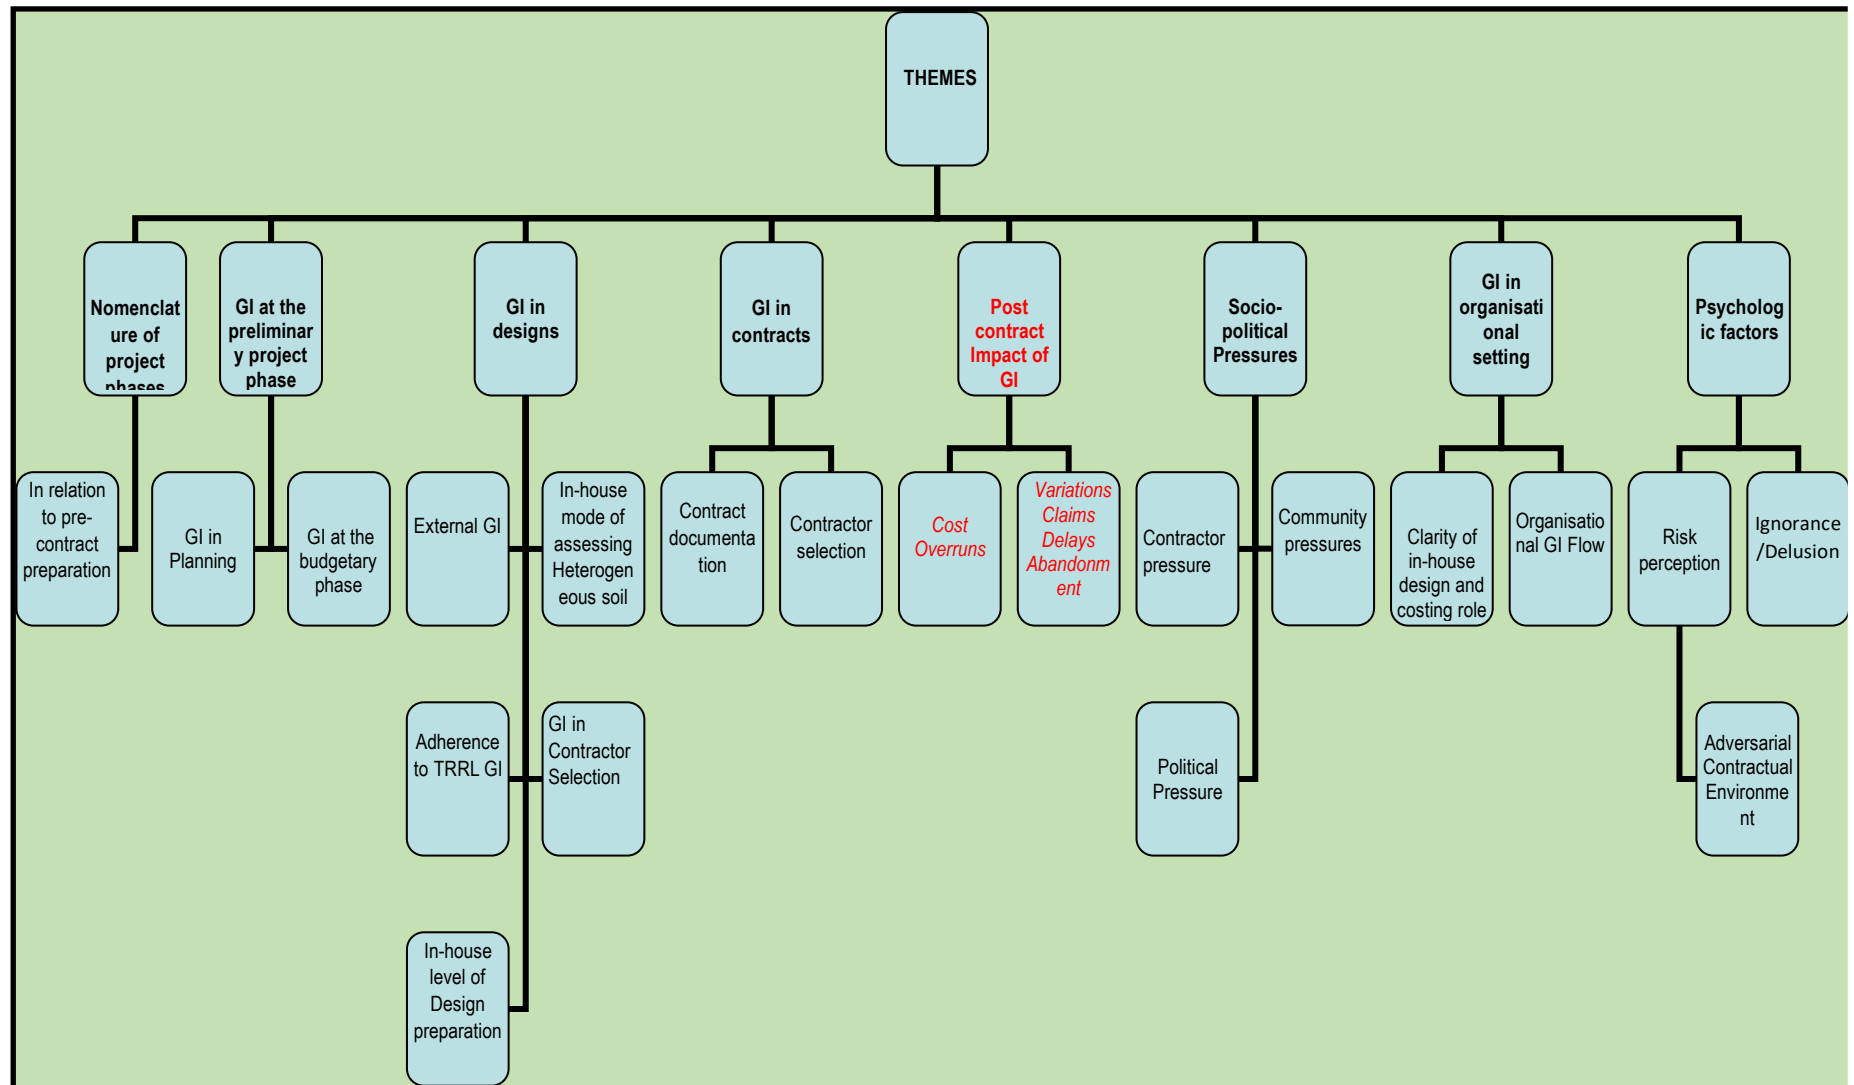 THEMES
Nomenclat
ure of
project
phases
GI at the
preliminar
y project
phase
GI in
designs
GI in
contracts
Post
contract
Impact of
GI
Socio-
political
Pressures
GI in
organisati
onal
setting
Psycholog
ic factors
In relation
to pre-
contract
preparation
GI in
Planning
GI at the
budgetary
phase
External GI
In-house
mode of
assessing
Heterogen
eous soil
Contract
documenta
tion
Contractor
selection
Cost
Overruns
Variations
Claims
Delays
Abandonm
ent
Contractor
pressure
Community
pressures
Clarity of
in-house
design and
costing role
Organisatio
nal GI Flow
Risk
perception
Ignorance
/Delusion
Adherence
to TRRL GI
GI in
Contractor
Selection
Political
Pressure
Adversarial
Contractual
Environme
nt
In-house
level of
Design
preparation